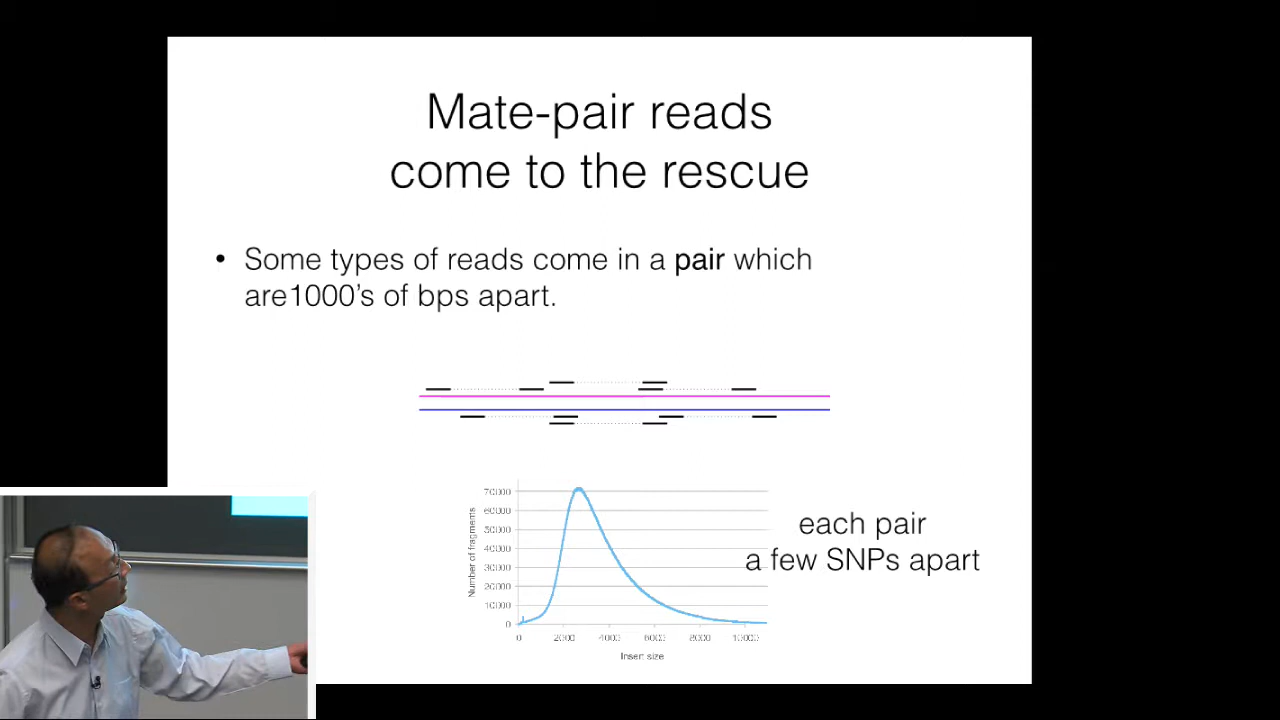 Mate-pair reads
come to the rescue
• Some types of reads come in a pair which
are1000's of bps apart.
70000
60000
50000
40000
30000
20000
10000
0
Number of fragments
0 2000 4000 6000 8000 10000
Insert size
each pair
a few SNPs apart